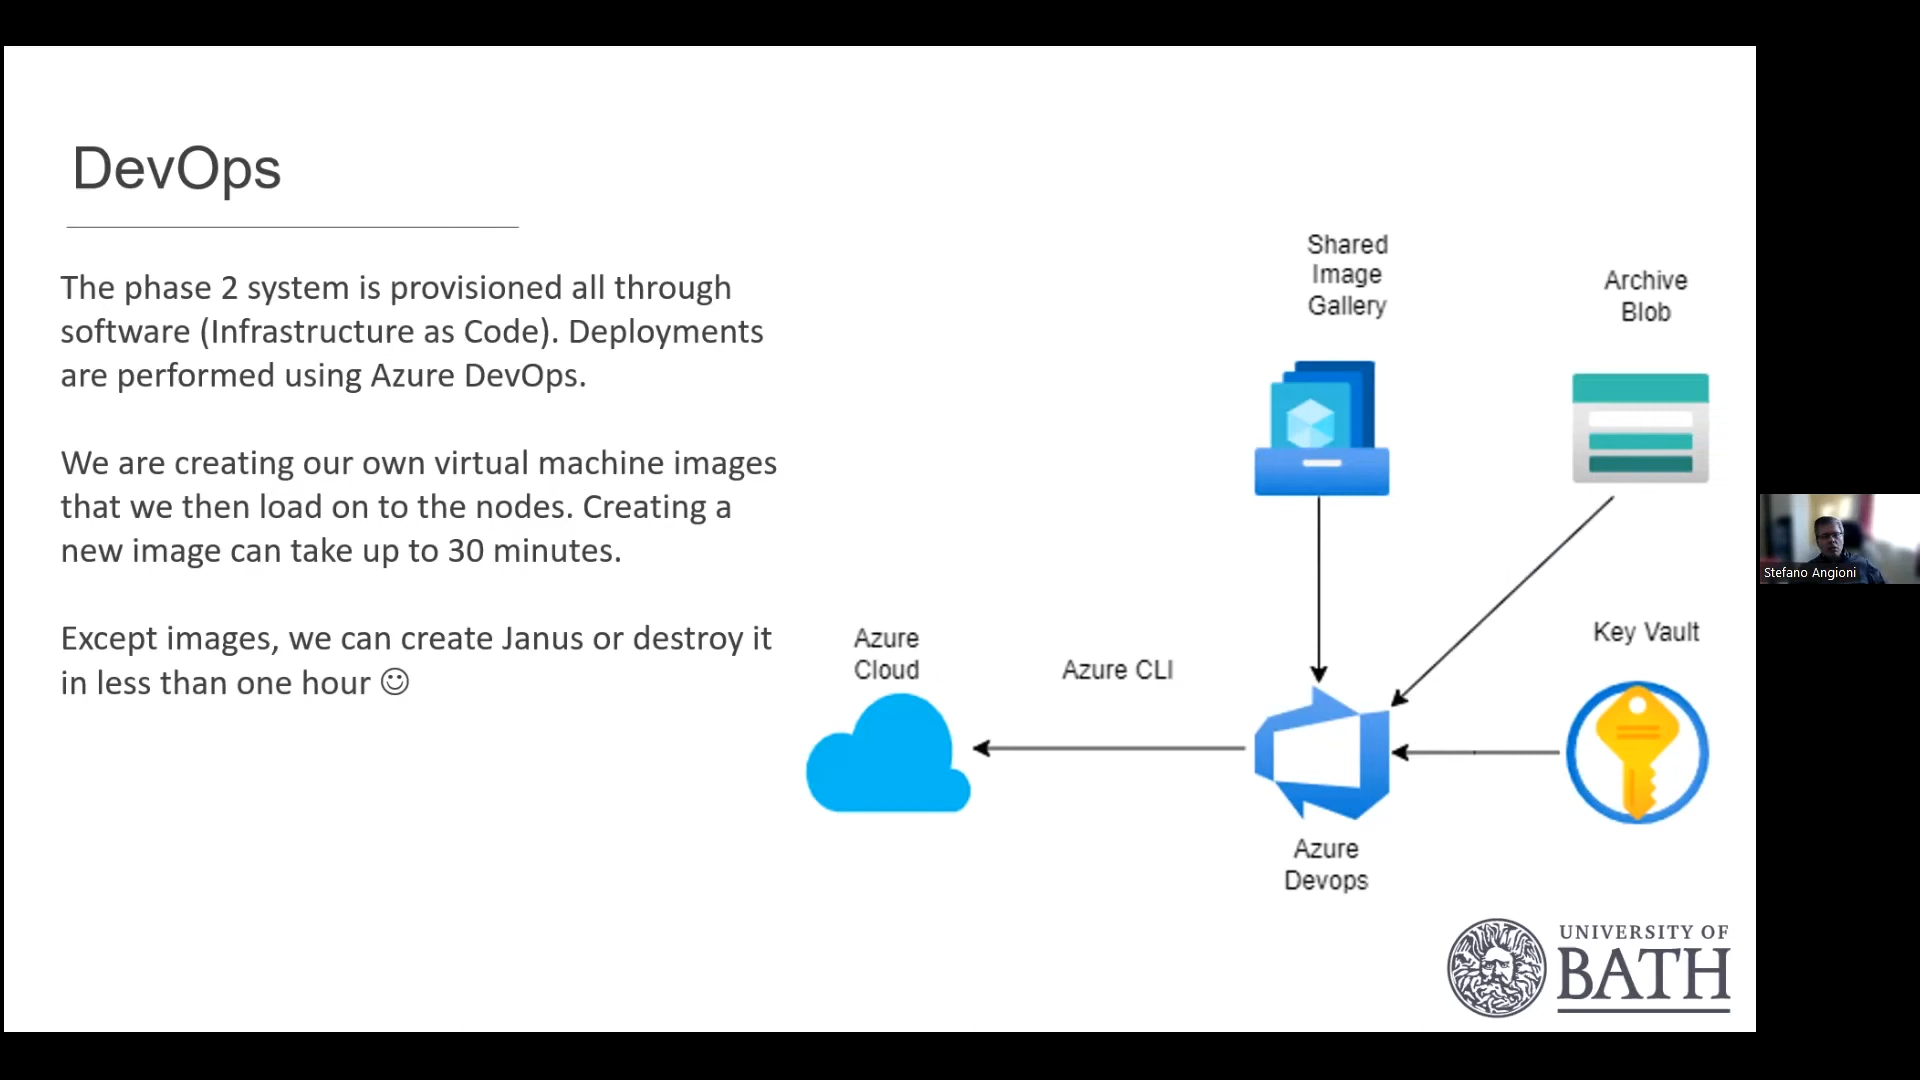 DevOps
The phase 2 system is provisioned all through
software (Infrastructure as Code). Deployments
are performed using Azure DevOps.
We are creating our own virtual machine images
that we then load on to the nodes. Creating a
new image can take up to 30 minutes.
Except images, we can create Janus or destroy it
in less than one hour ☺
Shared
Image
Gallery
Archive
Blob
Key Vault
Azure
Cloud
Azure CLI
Azure
Devops
UNIVERSITY OF
BATH
Stefano Angioni